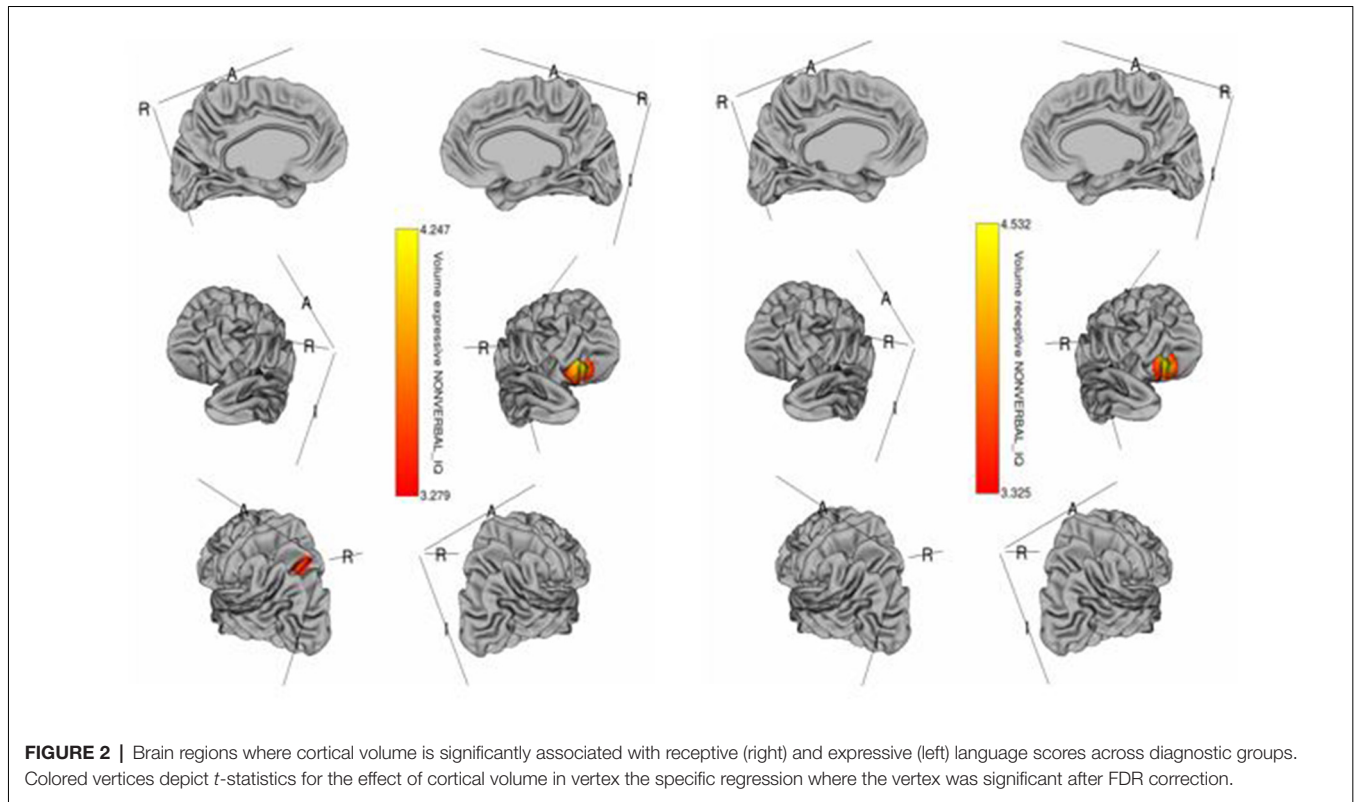 A
R
A
R
I
A
R
A
R
I
4.247
Volume expressive NONVERBAL_IQ
3.279
4.532
Volume receptive NONVERBAL_IQ
3.325
A
R
I
R
A
R
I
R
A
R
A
R
I
A
R
A
R
I
FIGURE 2 | Brain regions where cortical volume is significantly associated with receptive (right) and expressive (left) language scores across diagnostic groups.
Colored vertices depict t-statistics for the effect of cortical volume in vertex the specific regression where the vertex was significant after FDR correction.